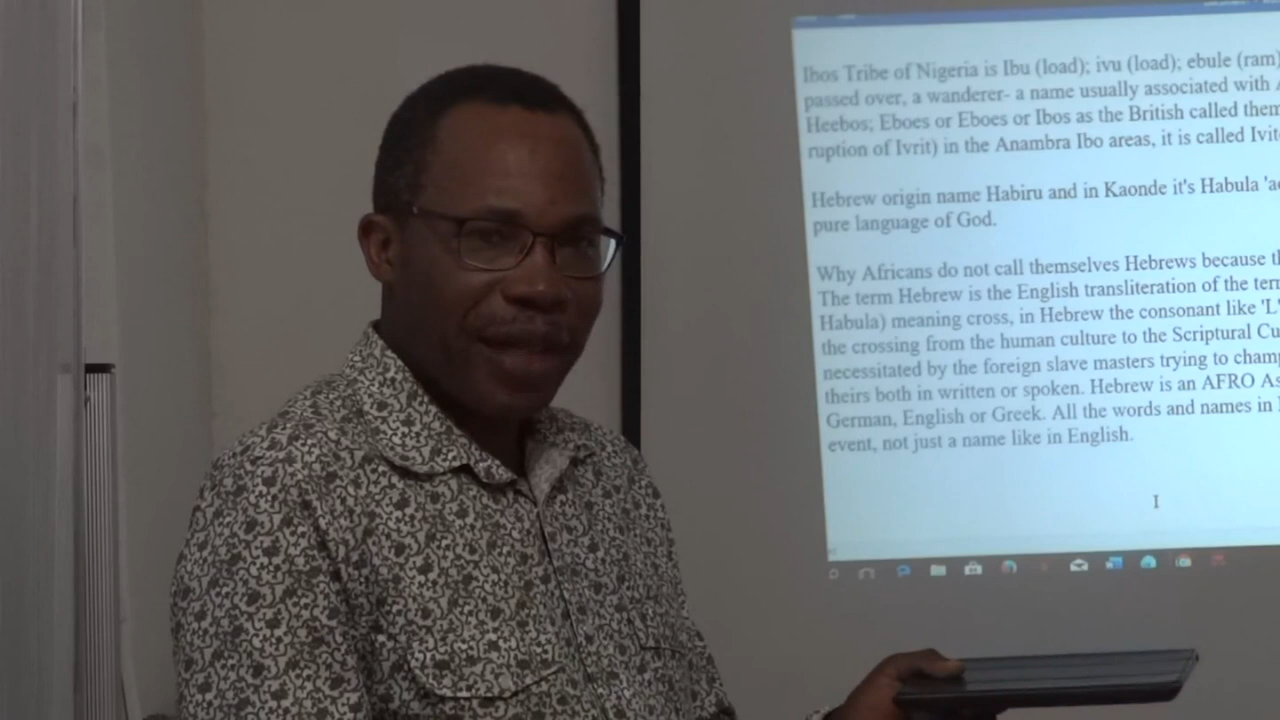 Ibos Tribe of Nigeria is Ibu (load); ivu (load); ebule (ram)
passed over, a wanderer- a name usually associated with
Heebos; Eboes or Eboes or Ibos as the British called them
ruption of Ivrit) in the Anambra Ibo areas, it is called Ivit
Hebrew origin name Habiru and in Kaonde it's Habula
pure language of God.
Why Africans do not call themselves Hebrews because
The term Hebrew is the English transliteration of the
Habula) meaning cross, in Hebrew the consonant like 'L'
the crossing from the human culture to the Scriptural
necessitated by the foreign slave masters trying to
theirs both in written or spoken. Hebrew is an AFRO
German, English or Greek. All the words and names in
event, not just a name like in English.